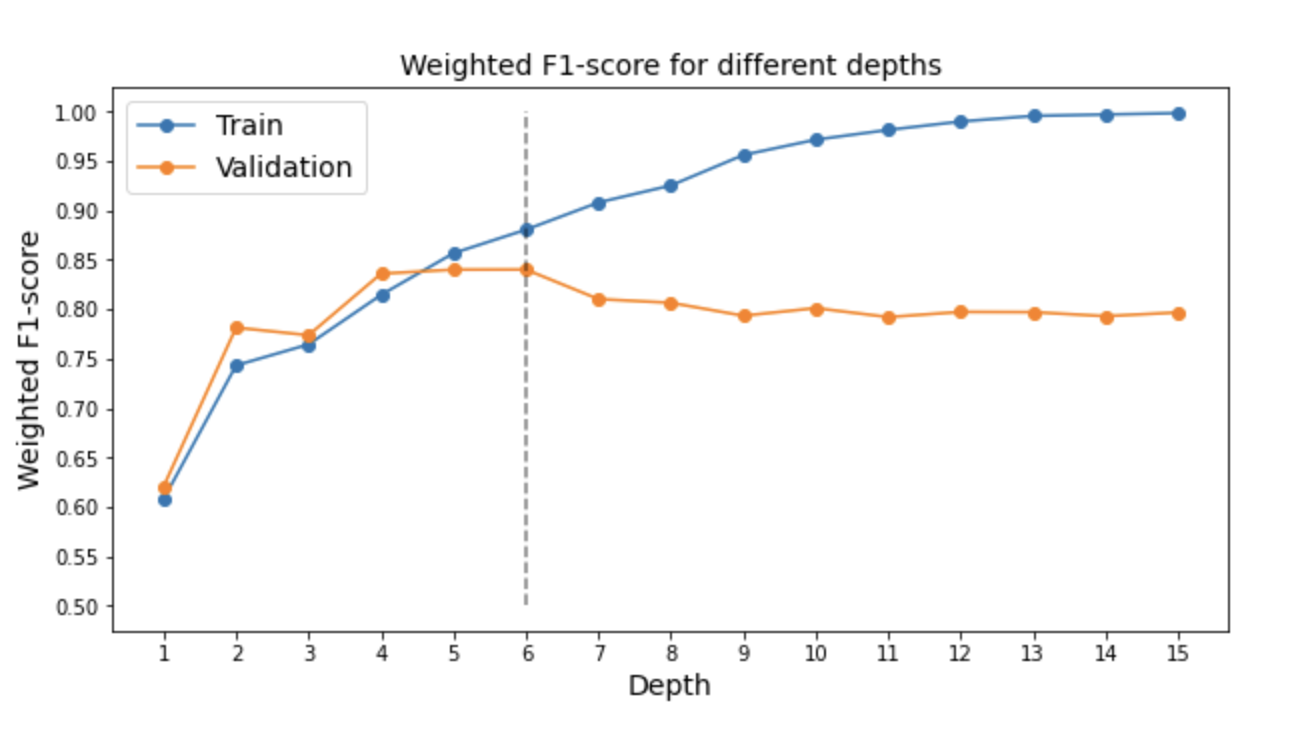 Weighted F1-score for different depths
Train
Validation
Weighted F1-score
1.00
0.95
0.90
0.85
0.80
0.75
0.70
0.65
0.60
0.55
0.50
1 2 3 4 5 6 7 8 9 10 11 12 13 14 15
Depth